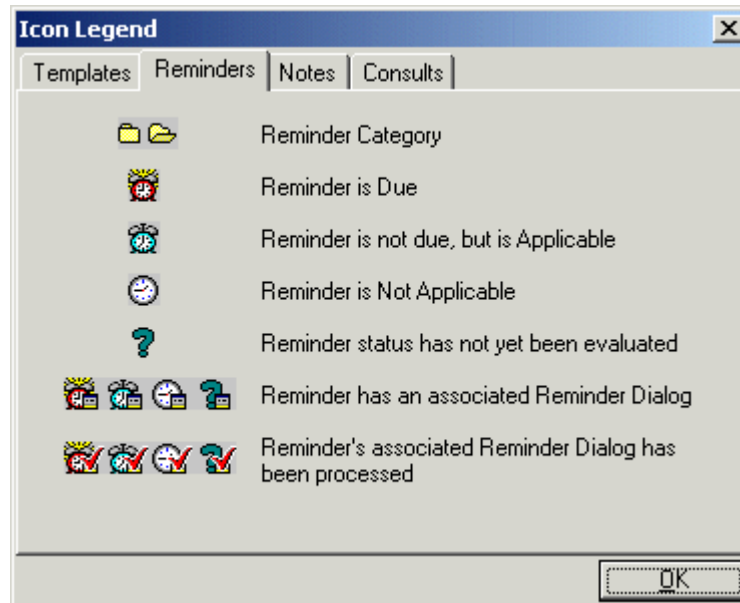 Icon Legend
Templates Reminders Notes Consults
Reminder Category
Reminder is Due
Reminder is not due, but is Applicable
Reminder is Not Applicable
Reminder status has not yet been evaluated
Reminder has an associated Reminder Dialog
Reminder's associated Reminder Dialog has
been processed
OK